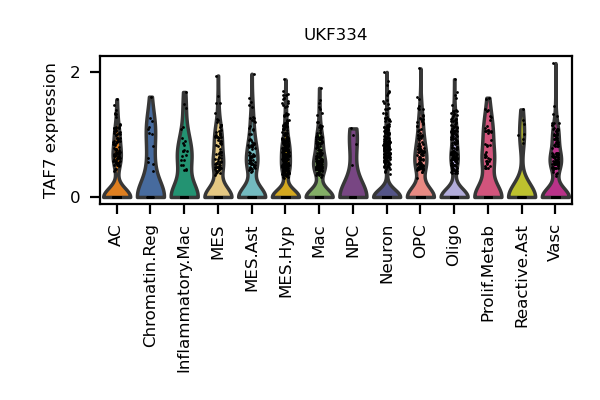 UKF334
TAF7 expression
2
0
AC
Chromatin.Reg
Inflammatory.Mac
MES
MES.Ast
MES.Hyp
Mac
NPC
Neuron
OPC
Oligo
Prolif.Metab
Reactive.Ast
Vasc